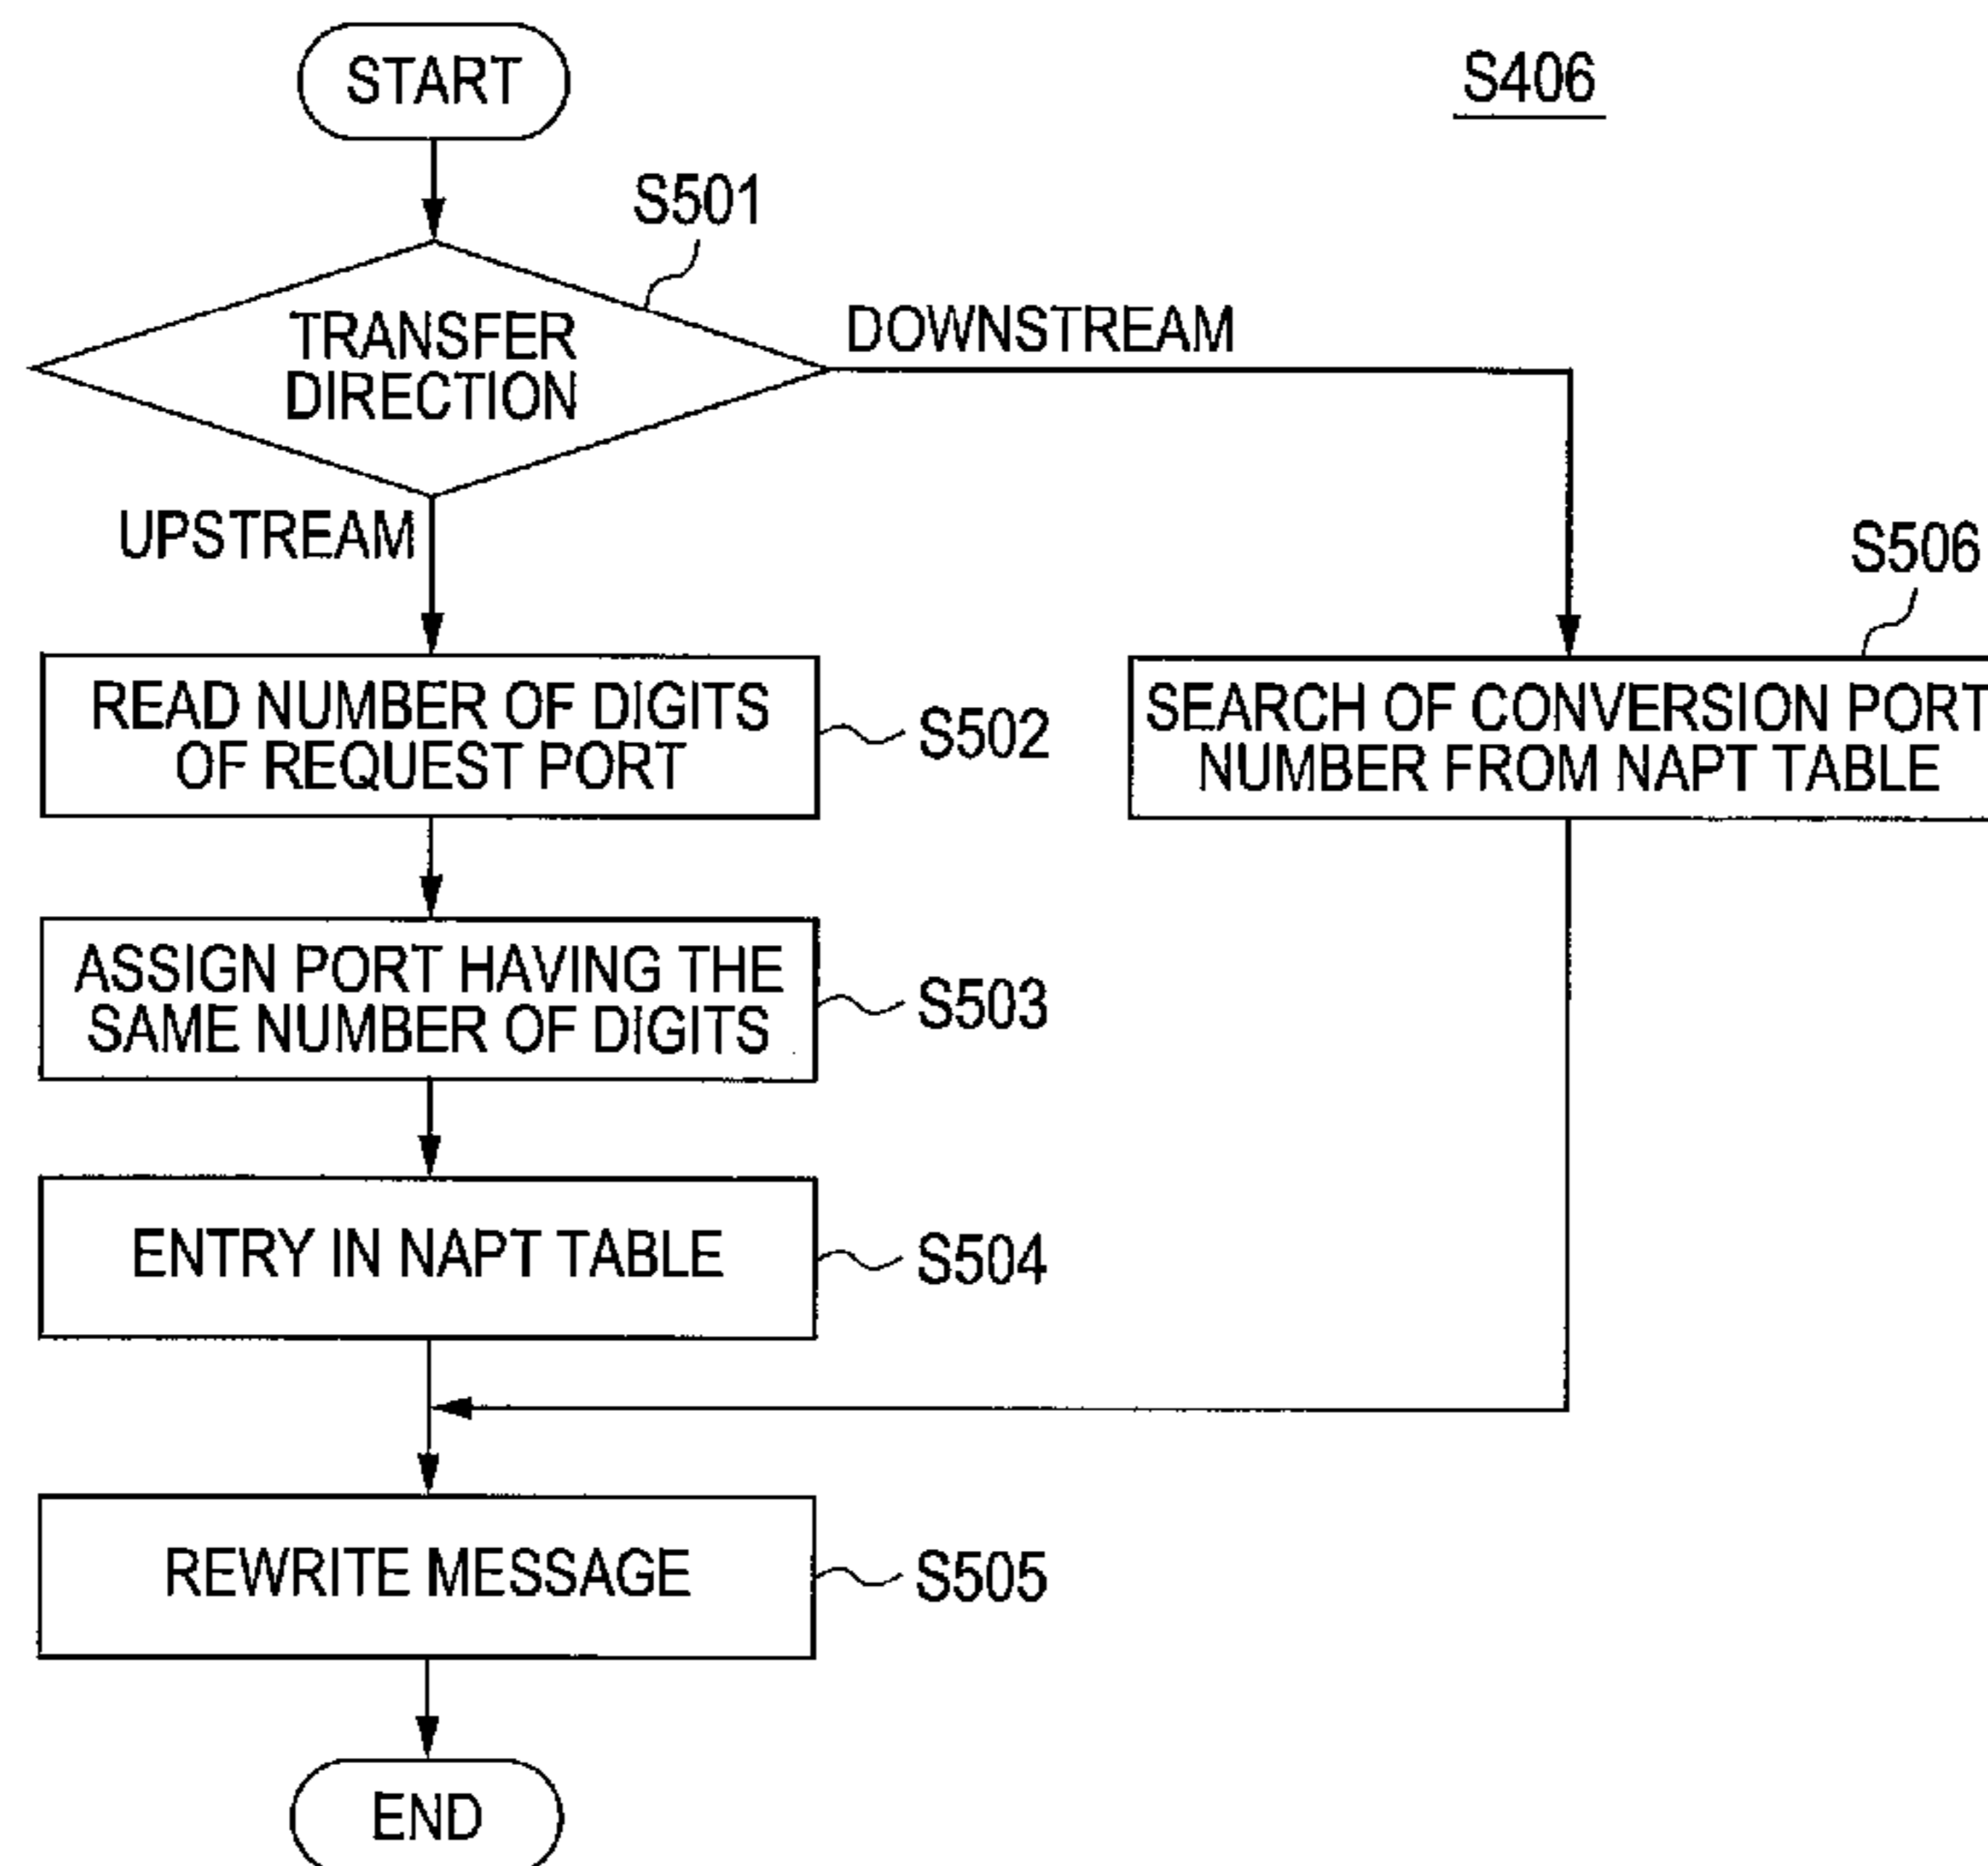 START
S406
S501
TRANSFER
DIRECTION
DOWNSTREAM
UPSTREAM
S506
READ NUMBER OF DIGITS
OF REQUEST PORT
S502
SEARCH OF CONVERSION PORT
NUMBER FROM NAPT TABLE
ASSIGN PORT HAVING THE
SAME NUMBER OF DIGITS
S503
ENTRY IN NAPT TABLE
S504
REWRITE MESSAGE
S505
END